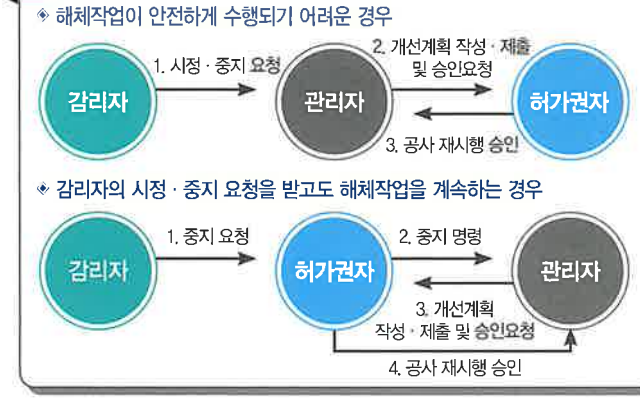 ◈ 해체작업이 안전하게 수행되기 어려운 경우
감리자
1. 시정 · 중지 요청
관리자
2. 개선계획 작성 · 제출
및 승인요청
3. 공사 재시행 승인
허가권자
◈ 감리자의 시정 · 중지 요청을 받고도 해체작업을 계속하는 경우
감리자
1. 중지 요청
허가권자
2. 중지 명령
3. 개선계획
작성 · 제출 및 승인요청
관리자
4. 공사 재시행 승인